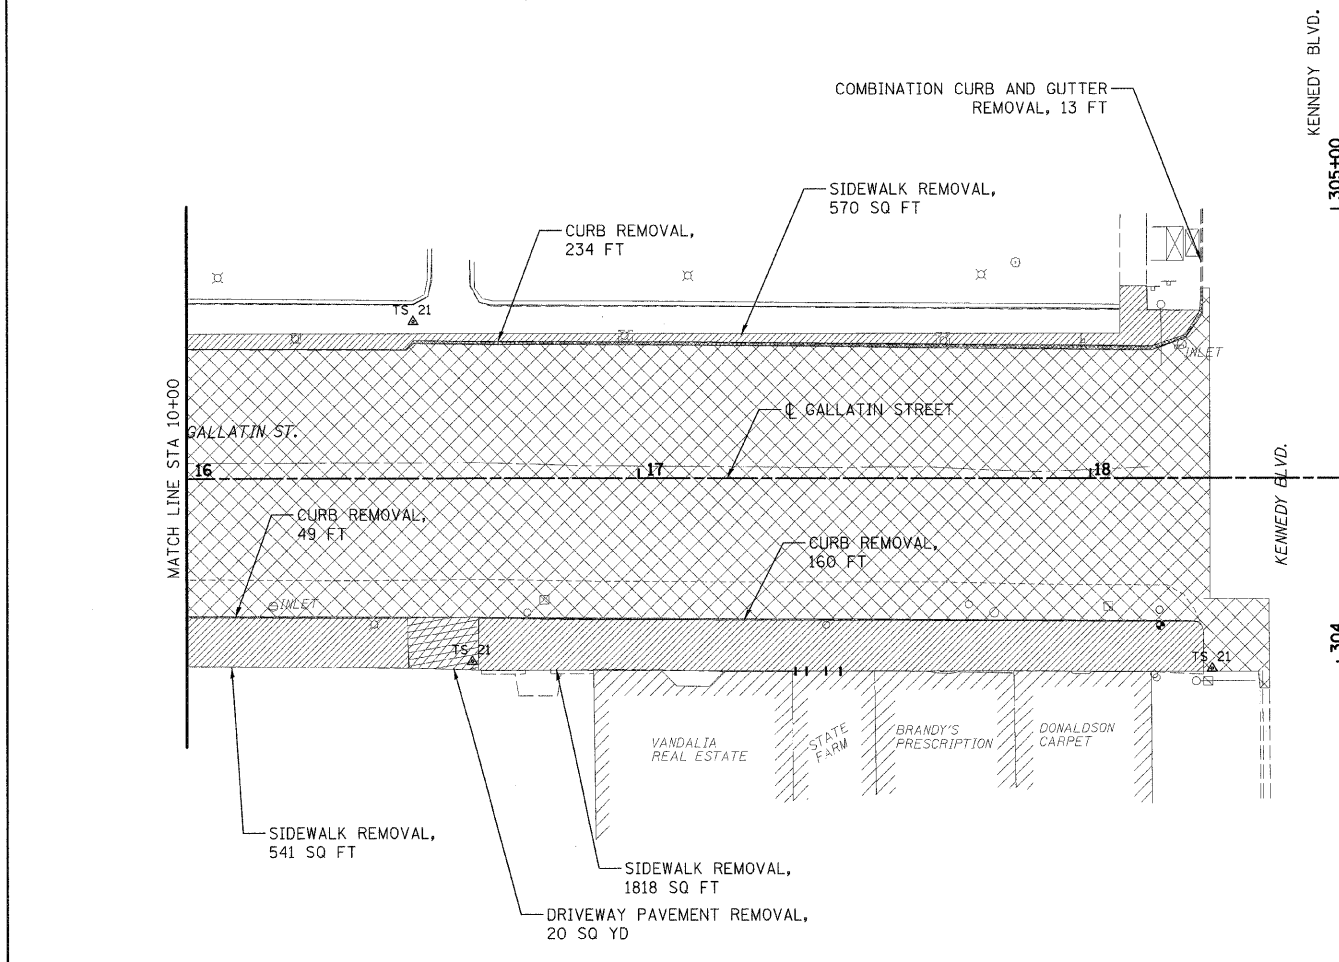 KENNEDY BLVD.
COMBINATION CURB AND GUTTER
REMOVAL, 13 FT
305+00
SIDEWALK REMOVAL,
570 SQ FT
CURB REMOVAL,
234 FT
TS 21
INLET
MATCH LINE STA 10+00
GALLATIN ST.
℄ GALLATIN STREET
16
17
18
KENNEDY BLVD.
CURB REMOVAL,
49 FT
CURB REMOVAL,
160 FT
INLET
304
TS 21
TS 21
VANDALIA
REAL ESTATE
STATE
FARM
BRANDY'S
PRESCRIPTION
DONALDSON
CARPET
SIDEWALK REMOVAL,
541 SQ FT
SIDEWALK REMOVAL,
1818 SQ FT
DRIVEWAY PAVEMENT REMOVAL,
20 SQ YD